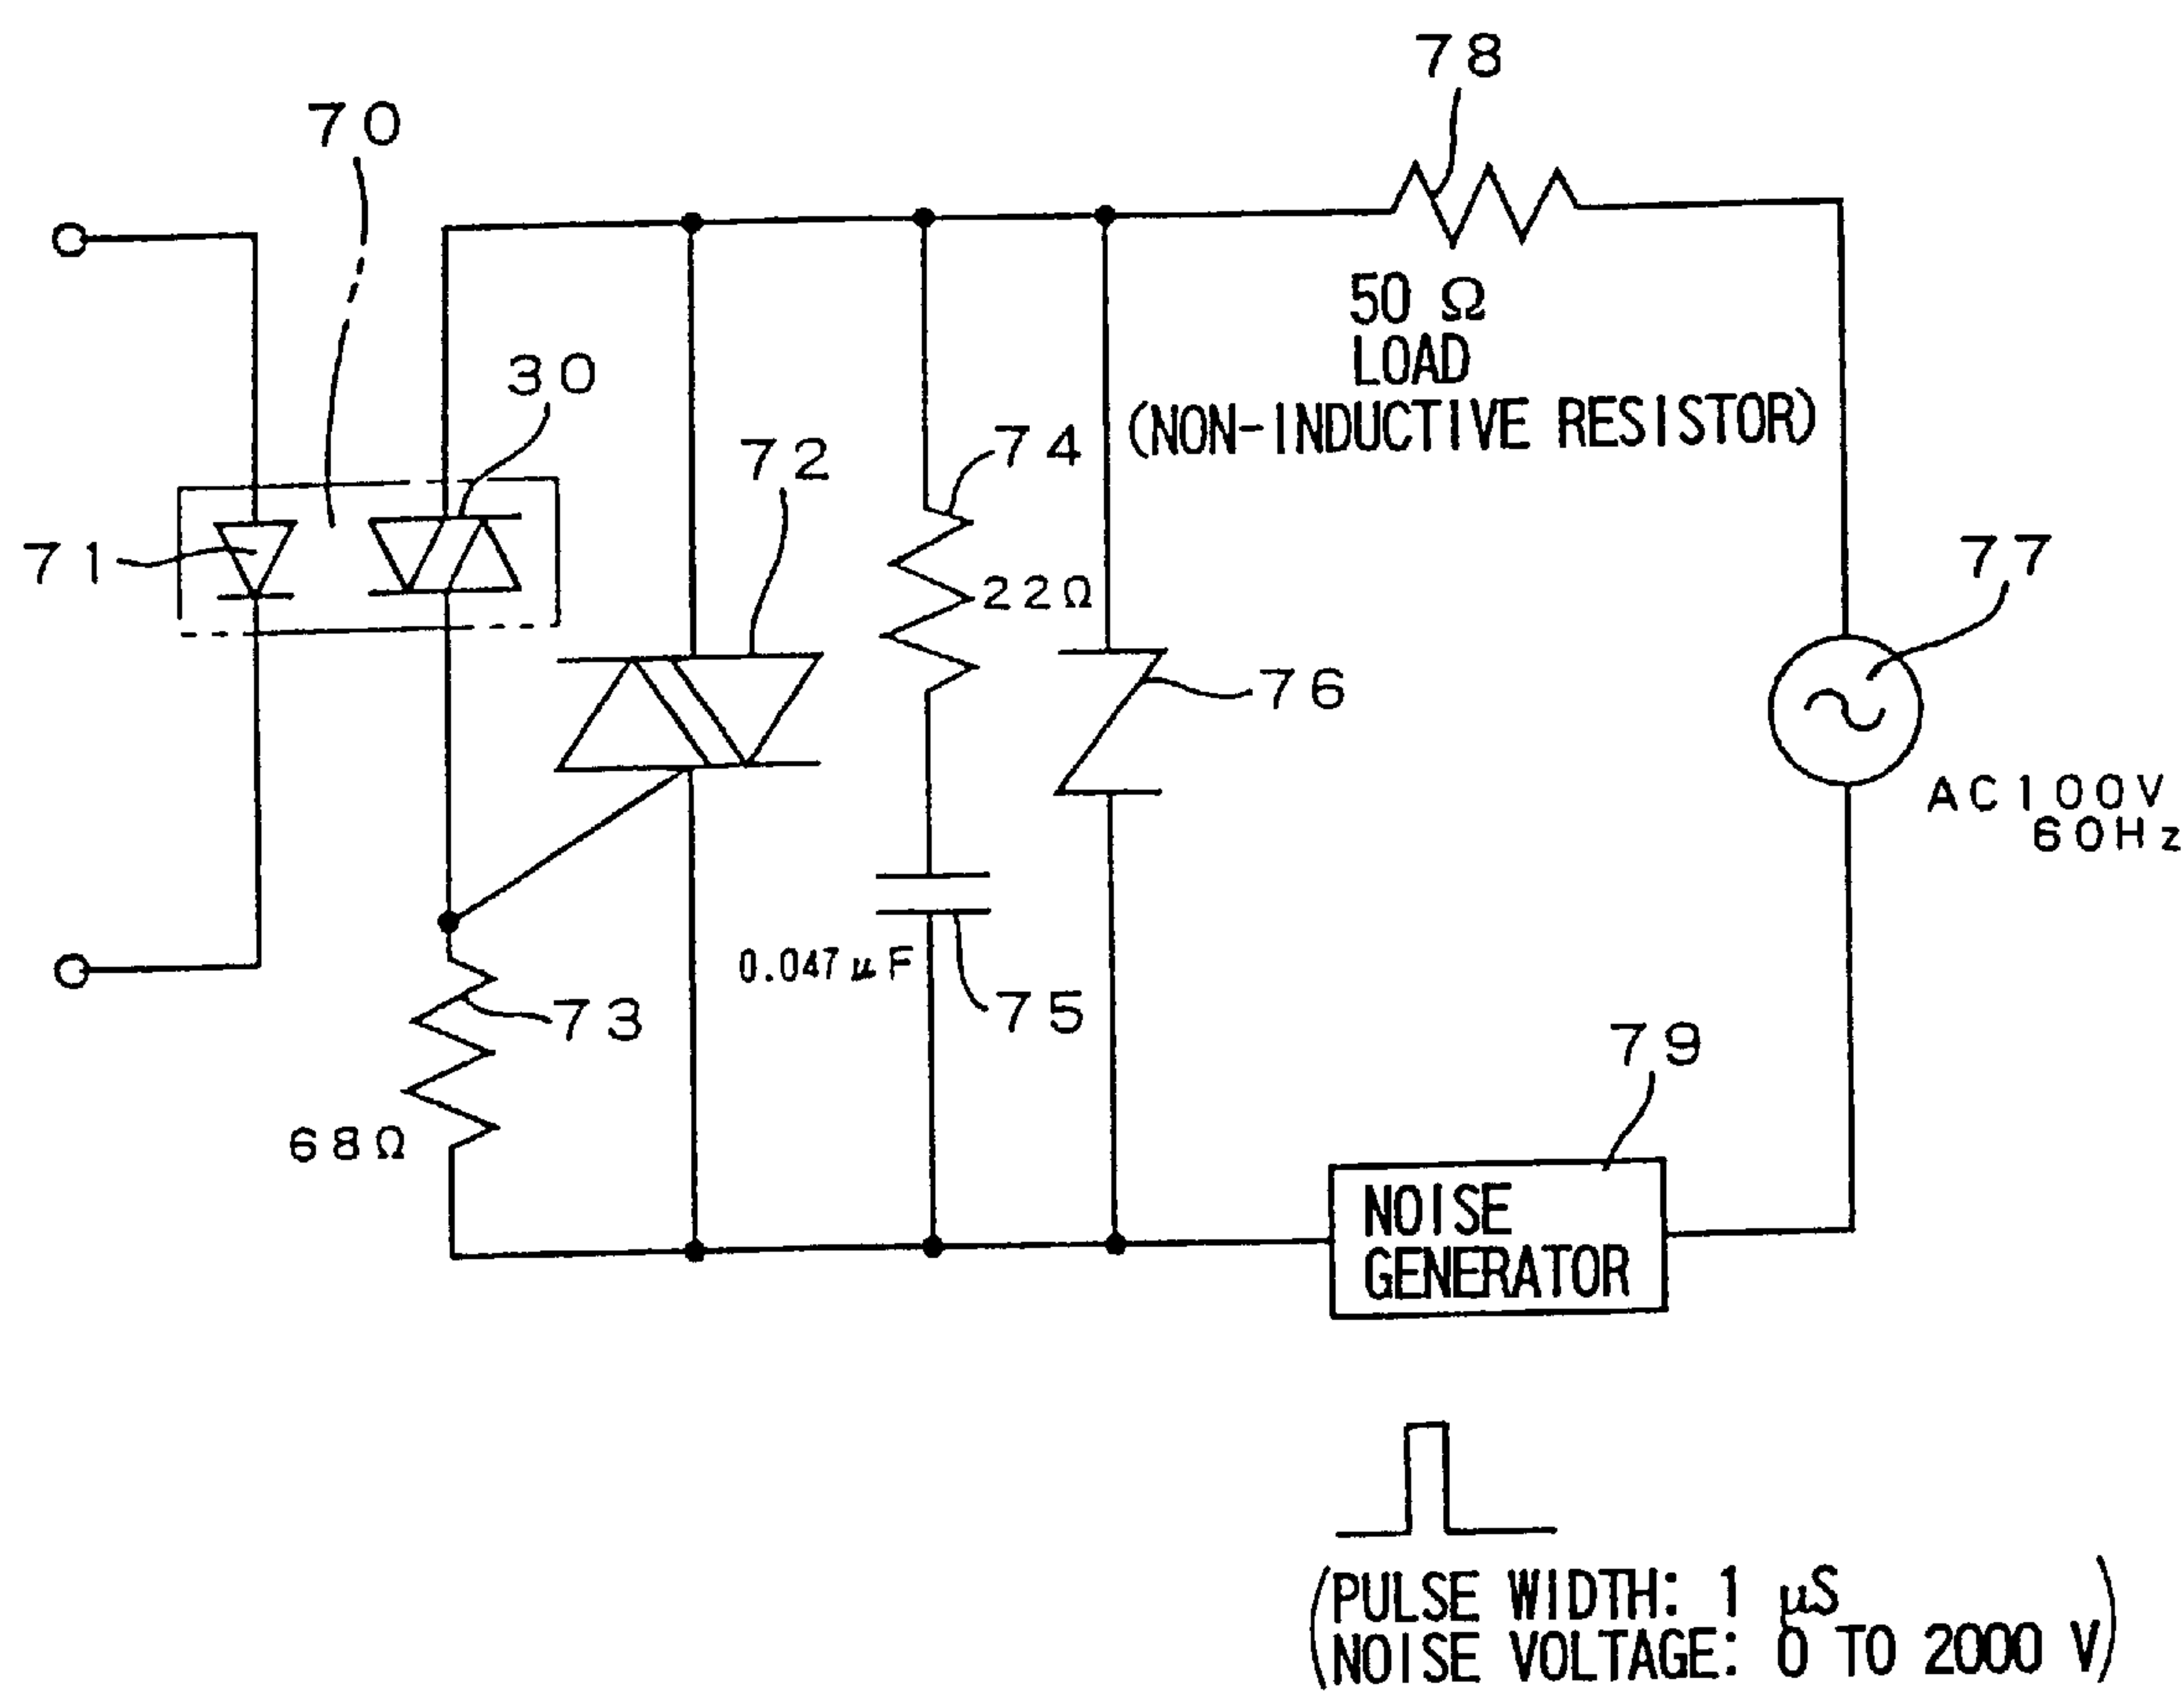 78
70
50 Ω
LOAD
(NON-INDUCTIVE RESISTOR)
30
72
74
71
22Ω
77
76
AC100V
60Hz
0.047μF
75
73
79
68Ω
NOISE
GENERATOR
(PULSE WIDTH: 1 μS
NOISE VOLTAGE: 0 TO 2000 V)